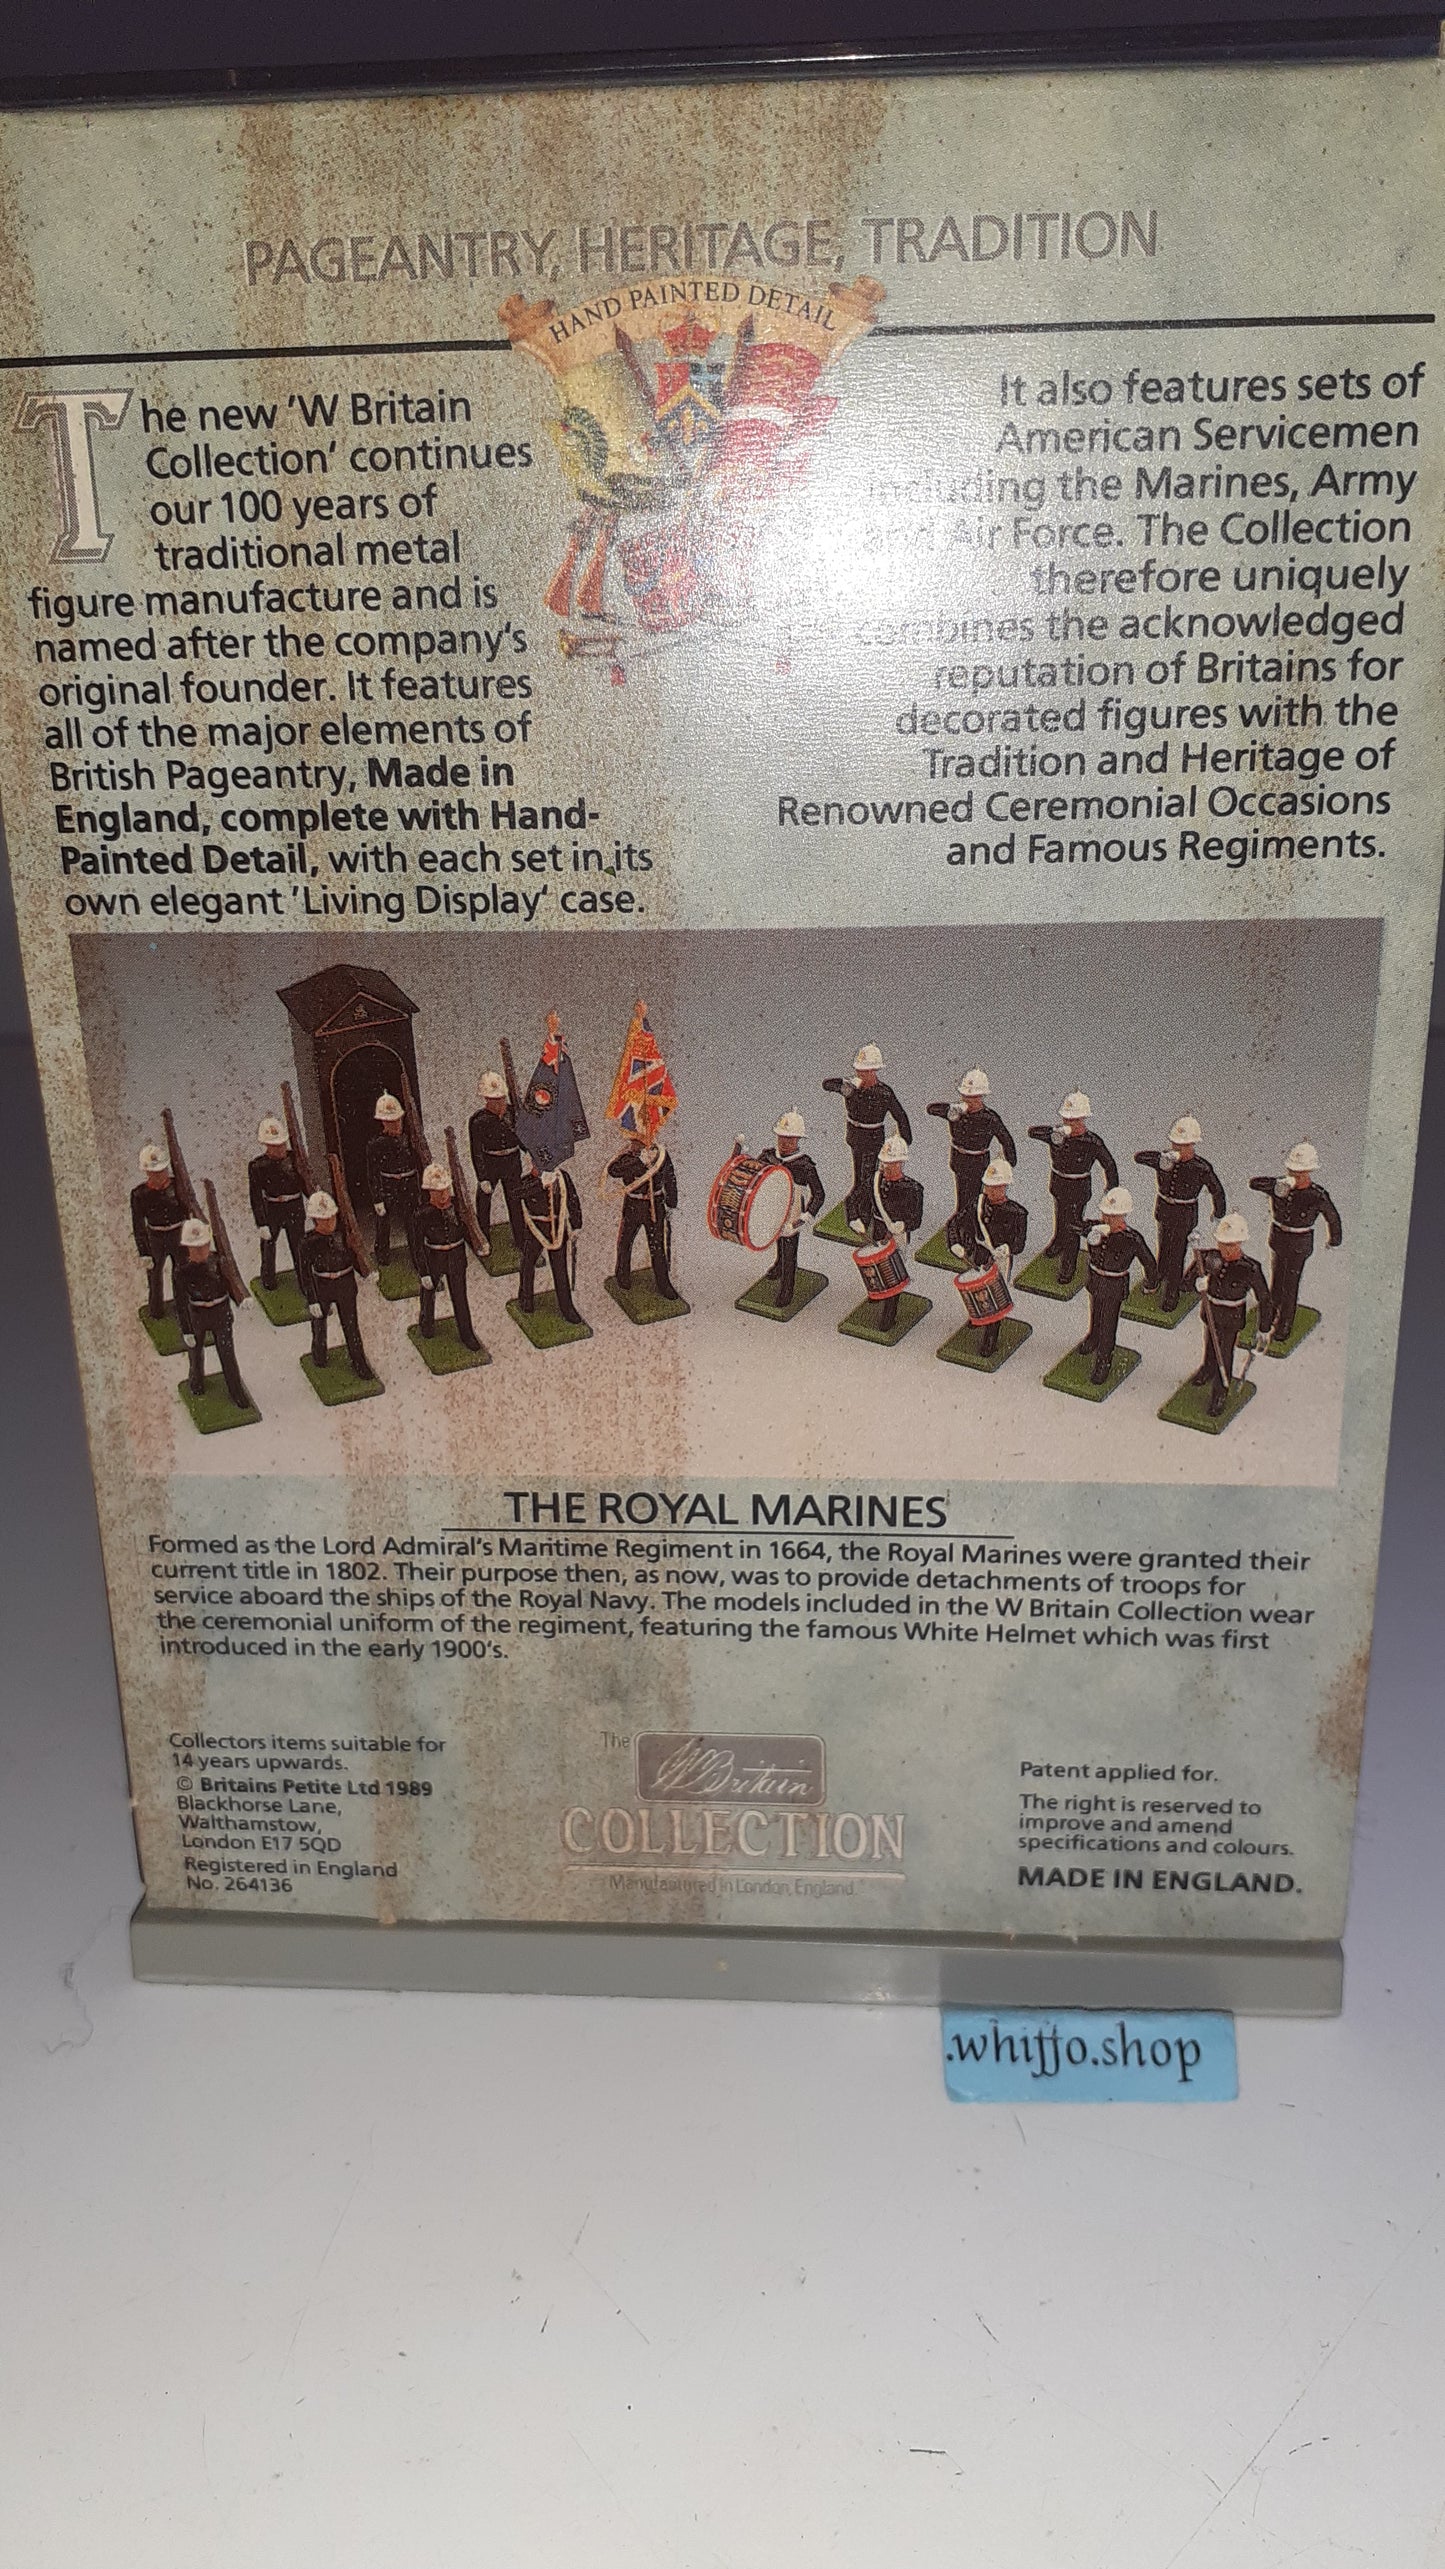 PAGEANTRY, HERITAGE, TRADITION
HAND PAINTED DETAIL
The new 'W Britain
Collection' continues
our 100 years of
traditional metal
figure manufacture and is
named after the company's
original founder. It features
all of the major elements of
British Pageantry, Made in
England, complete with Hand-
Painted Detail, with each set in its
own elegant 'Living Display' case.
It also features sets of
American Servicemen
including the Marines, Army
and Air Force. The Collection
therefore uniquely
combines the acknowledged
reputation of Britains for
decorated figures with the
Tradition and Heritage of
Renowned Ceremonial Occasions
and Famous Regiments.
THE ROYAL MARINES
Formed as the Lord Admiral's Maritime Regiment in 1664, the Royal Marines were granted their
current title in 1802. Their purpose then, as now, was to provide detachments of troops for
service aboard the ships of the Royal Navy. The models included in the W Britain Collection wear
the ceremonial uniform of the regiment, featuring the famous White Helmet which was first
introduced in the early 1900's.
Collectors items suitable for
14 years upwards.
© Britains Petite Ltd 1989
Blackhorse Lane,
Walthamstow,
London E17 5QD
Registered in England
No. 264136
The
W Britain
COLLECTION
Manufactured in London, England.
Patent applied for.
The right is reserved to
improve and amend
specifications and colours.
MADE IN ENGLAND.
.whiffo.shop